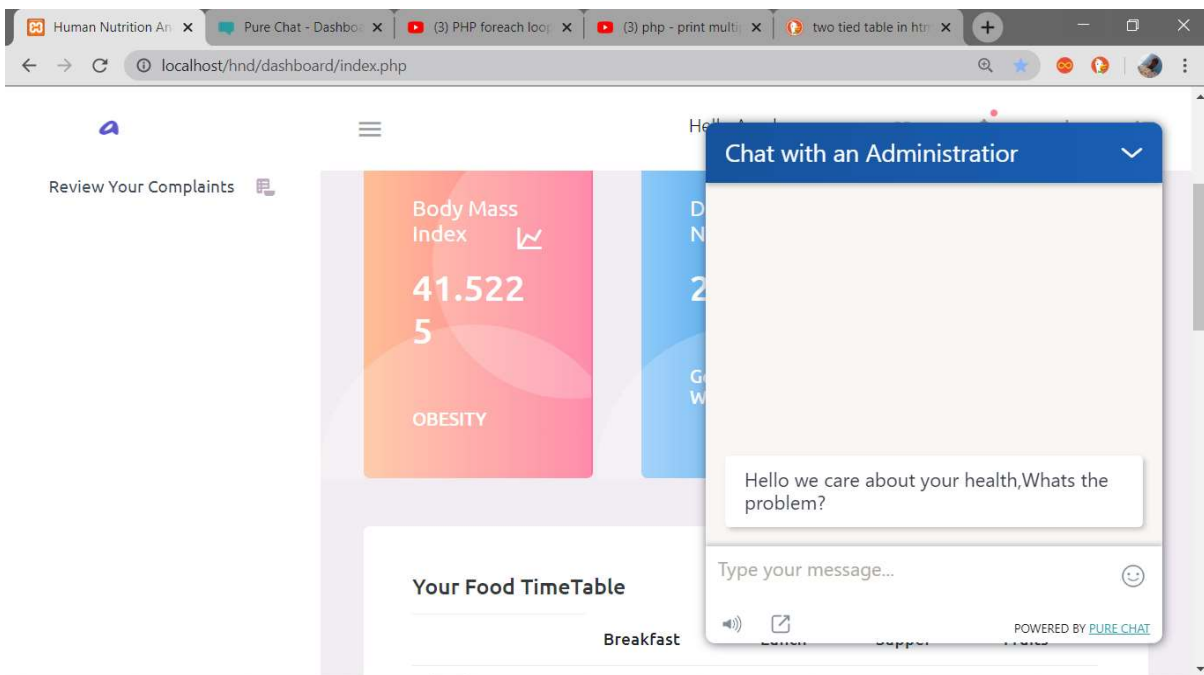 Human Nutrition An
Pure Chat - Dashboa
(3) PHP foreach loop
(3) php - print multip
two tied table in htm
localhost/hnd/dashboard/index.php
Chat with an Administratior
Review Your Complaints
Body Mass
Index
41.522
5
OBESITY
Hello we care about your health,Whats the
problem?
Type your message...
POWERED BY PURE CHAT
Your Food TimeTable
Breakfast